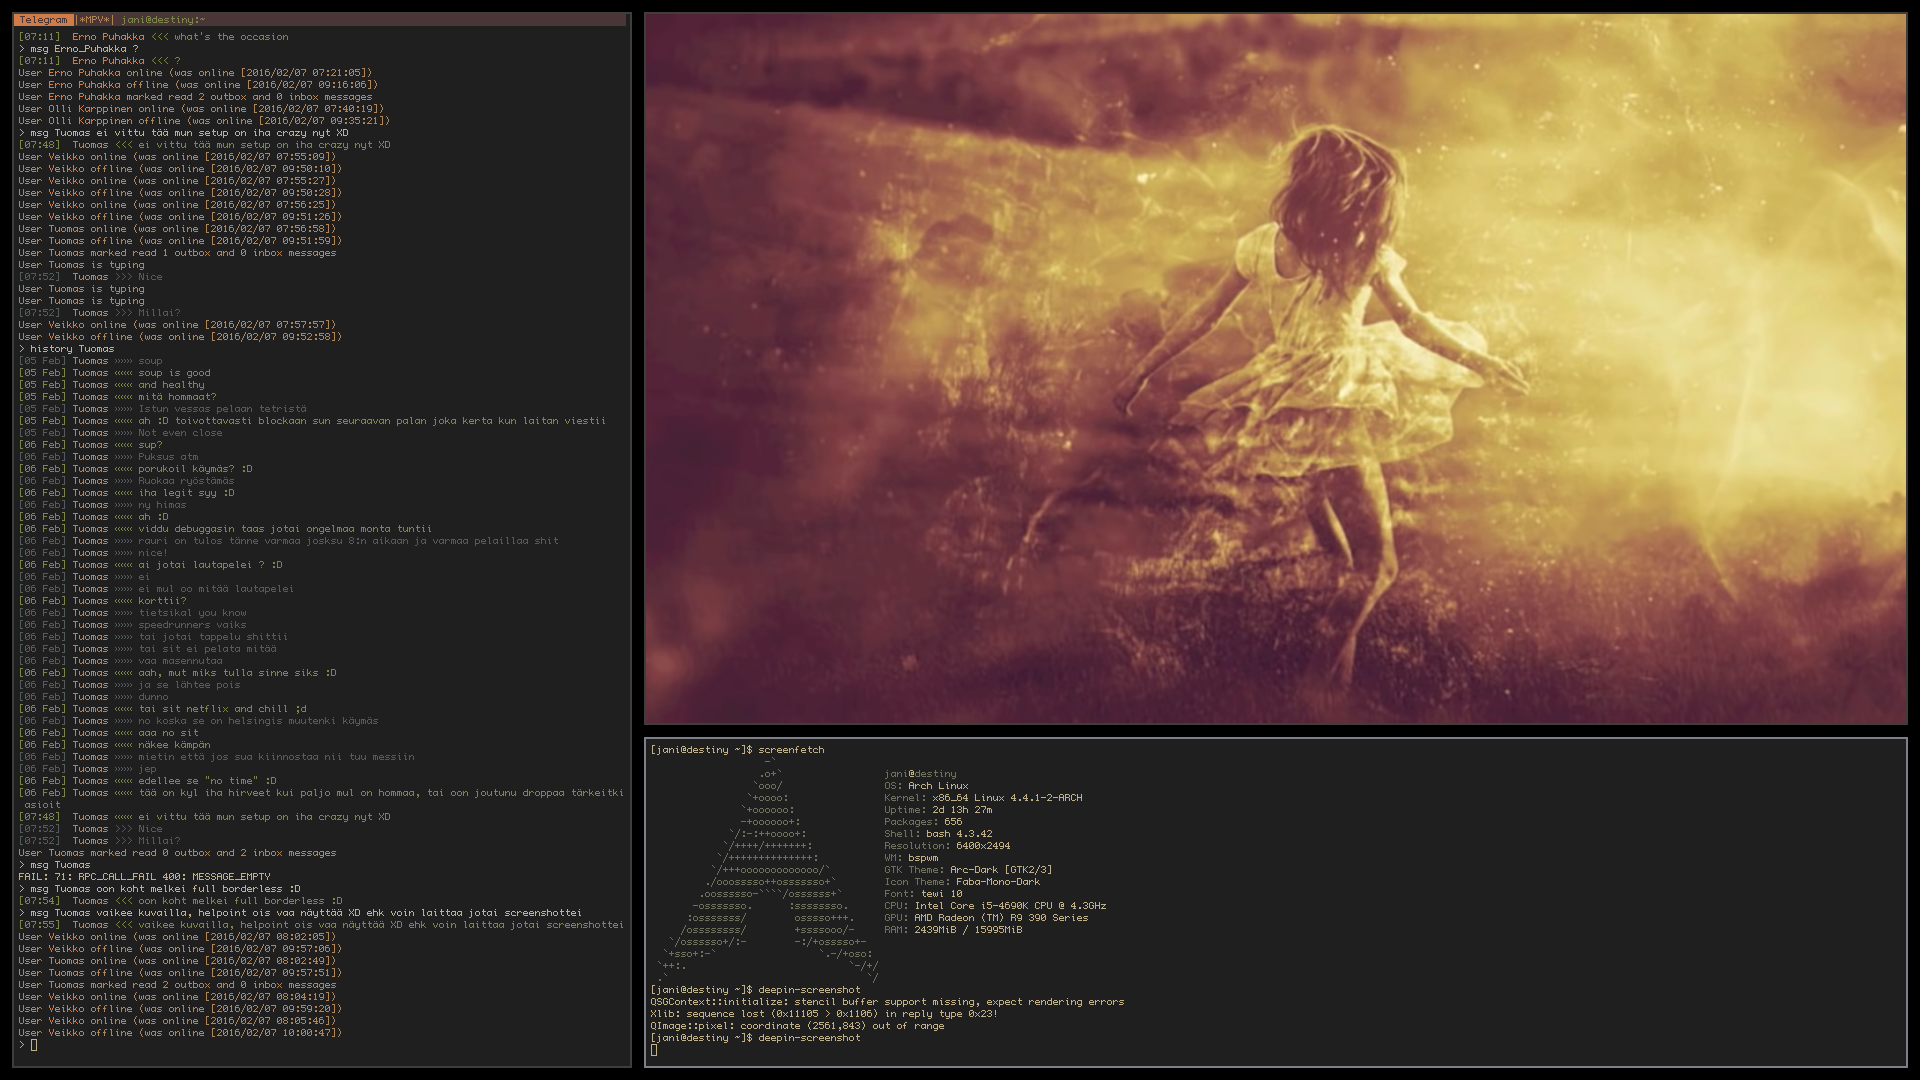 Telegram |*MPV*| jani@destiny:~
[07:11]  Erno Puhakka <<< what's the occasion
> msg Erno_Puhakka ?
[07:11]  Erno Puhakka <<< ?
User Erno Puhakka online (was online [2016/02/07 07:21:05])
User Erno Puhakka offline (was online [2016/02/07 09:16:06])
User Erno Puhakka marked read 2 outbox and 0 inbox messages
User Olli Karppinen online (was online [2016/02/07 07:40:19])
User Olli Karppinen offline (was online [2016/02/07 09:35:21])
> msg Tuomas ei vittu tää mun setup on iha crazy nyt XD
[07:48]  Tuomas <<< ei vittu tää mun setup on iha crazy nyt XD
User Veikko online (was online [2016/02/07 07:55:09])
User Veikko offline (was online [2016/02/07 09:50:10])
User Veikko online (was online [2016/02/07 07:55:27])
User Veikko offline (was online [2016/02/07 09:50:28])
User Veikko online (was online [2016/02/07 07:56:25])
User Veikko offline (was online [2016/02/07 09:51:26])
User Tuomas online (was online [2016/02/07 07:56:58])
User Tuomas offline (was online [2016/02/07 09:51:59])
User Tuomas marked read 1 outbox and 0 inbox messages
User Tuomas is typing
[07:52]  Tuomas >>> Nice
User Tuomas is typing
User Tuomas is typing
[07:52]  Tuomas >>> Millai?
User Veikko online (was online [2016/02/07 07:57:57])
User Veikko offline (was online [2016/02/07 09:52:58])
> history Tuomas
[05 Feb] Tuomas »»» soup
[05 Feb] Tuomas ««« soup is good
[05 Feb] Tuomas ««« and healthy
[05 Feb] Tuomas ««« mitä hommaat?
[05 Feb] Tuomas »»» Istun vessas pelaan tetristä
[05 Feb] Tuomas ««« ah :D toivottavasti blockaan sun seuraavan palan joka kerta kun laitan viestii
[05 Feb] Tuomas »»» Not even close
[06 Feb] Tuomas ««« sup?
[06 Feb] Tuomas »»» Puksus atm
[06 Feb] Tuomas ««« porukoil käymäs? :D
[06 Feb] Tuomas »»» Ruokaa ryöstämäs
[06 Feb] Tuomas ««« iha legit syy :D
[06 Feb] Tuomas »»» ny himas
[06 Feb] Tuomas ««« ah :D
[06 Feb] Tuomas ««« viddu debuggasin taas jotai ongelmaa monta tuntii
[06 Feb] Tuomas »»» rauri on tulos tänne varmaa josksu 8:n aikaan ja varmaa pelaillaa shit
[06 Feb] Tuomas »»» nice!
[06 Feb] Tuomas ««« ai jotai lautapelei ? :D
[06 Feb] Tuomas »»» ei
[06 Feb] Tuomas »»» ei mul oo mitää lautapelei
[06 Feb] Tuomas ««« korttii?
[06 Feb] Tuomas »»» tietsikal you know
[06 Feb] Tuomas »»» speedrunners vaiks
[06 Feb] Tuomas »»» tai jotai tappelu shittii
[06 Feb] Tuomas »»» tai sit ei pelata mitää
[06 Feb] Tuomas »»» vaa masennutaa
[06 Feb] Tuomas ««« aah, mut miks tulla sinne siks :D
[06 Feb] Tuomas »»» ja se lähtee pois
[06 Feb] Tuomas »»» dunno
[06 Feb] Tuomas ««« tai sit netflix and chill ;d
[06 Feb] Tuomas »»» no koska se on helsingis muutenki käymäs
[06 Feb] Tuomas ««« aaa no sit
[06 Feb] Tuomas ««« näkee kämpän
[06 Feb] Tuomas »»» mietin että jos sua kiinnostaa nii tuu messiin
[06 Feb] Tuomas »»» jep
[06 Feb] Tuomas ««« edellee se "no time" :D
[06 Feb] Tuomas ««« tää on kyl iha hirveet kui paljo mul on hommaa, tai oon joutunu droppaa tärkeitki
asioit
[07:48]  Tuomas ««« ei vittu tää mun setup on iha crazy nyt XD
[07:52]  Tuomas >>> Nice
[07:52]  Tuomas >>> Millai?
User Tuomas marked read 0 outbox and 2 inbox messages
> msg Tuomas
FAIL: 71: RPC_CALL_FAIL 400: MESSAGE_EMPTY
> msg Tuomas oon koht melkei full borderless :D
[07:54]  Tuomas <<< oon koht melkei full borderless :D
> msg Tuomas vaikee kuvailla, helpoint ois vaa näyttää XD ehk voin laittaa jotai screenshottei
[07:55]  Tuomas <<< vaikee kuvailla, helpoint ois vaa näyttää XD ehk voin laittaa jotai screenshottei
User Veikko online (was online [2016/02/07 08:02:05])
User Veikko offline (was online [2016/02/07 09:57:06])
User Tuomas online (was online [2016/02/07 08:02:49])
User Tuomas offline (was online [2016/02/07 09:57:51])
User Tuomas marked read 2 outbox and 0 inbox messages
User Veikko online (was online [2016/02/07 08:04:19])
User Veikko offline (was online [2016/02/07 09:59:20])
User Veikko online (was online [2016/02/07 08:05:46])
User Veikko offline (was online [2016/02/07 10:00:47])
>
[jani@destiny ~]$ screenfetch
jani@destiny
OS: Arch Linux
Kernel: x86_64 Linux 4.4.1-2-ARCH
Uptime: 2d 13h 27m
Packages: 656
Shell: bash 4.3.42
Resolution: 6400x2494
WM: bspwm
GTK Theme: Arc-Dark [GTK2/3]
Icon Theme: Faba-Mono-Dark
Font: tewi 10
CPU: Intel Core i5-4690K CPU @ 4.3GHz
GPU: AMD Radeon (TM) R9 390 Series
RAM: 2439MiB / 15995MiB
[jani@destiny ~]$ deepin-screenshot
QSGContext::initialize: stencil buffer support missing, expect rendering errors
Xlib: sequence lost (0x11105 > 0x1106) in reply type 0x23!
QImage::pixel: coordinate (2561,843) out of range
[jani@destiny ~]$ deepin-screenshot